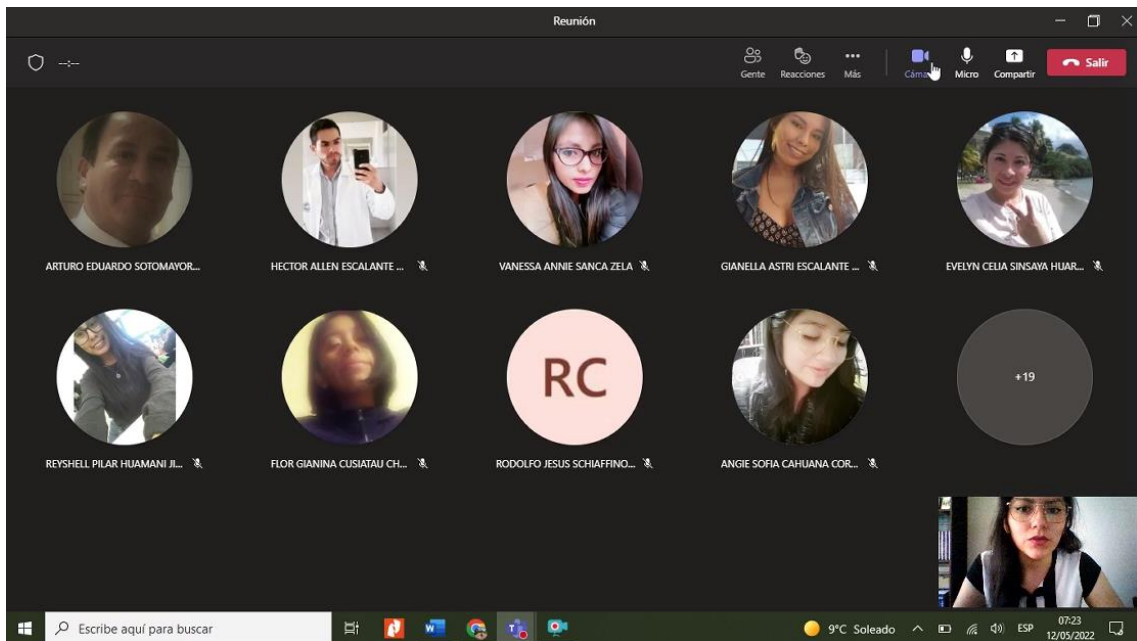 Reunión
--:--
Gente
Reacciones
Más
Cáma
Micro
Compartir
Salir
ARTURO EDUARDO SOTOMAYOR...
HECTOR ALLEN ESCALANTE ...
VANESSA ANNIE SANCA ZELA
GIANELLA ASTRI ESCALANTE ...
EVELYN CELIA SINSAYA HUAR...
RC
+19
REYSHELL PILAR HUAMANI JI...
FLOR GIANINA CUSIATAU CH...
RODOLFO JESUS SCHIAFFINO...
ANGIE SOFIA CAHUANA COR...
Escribe aquí para buscar
9°C Soleado
ESP
07:23
12/05/2022